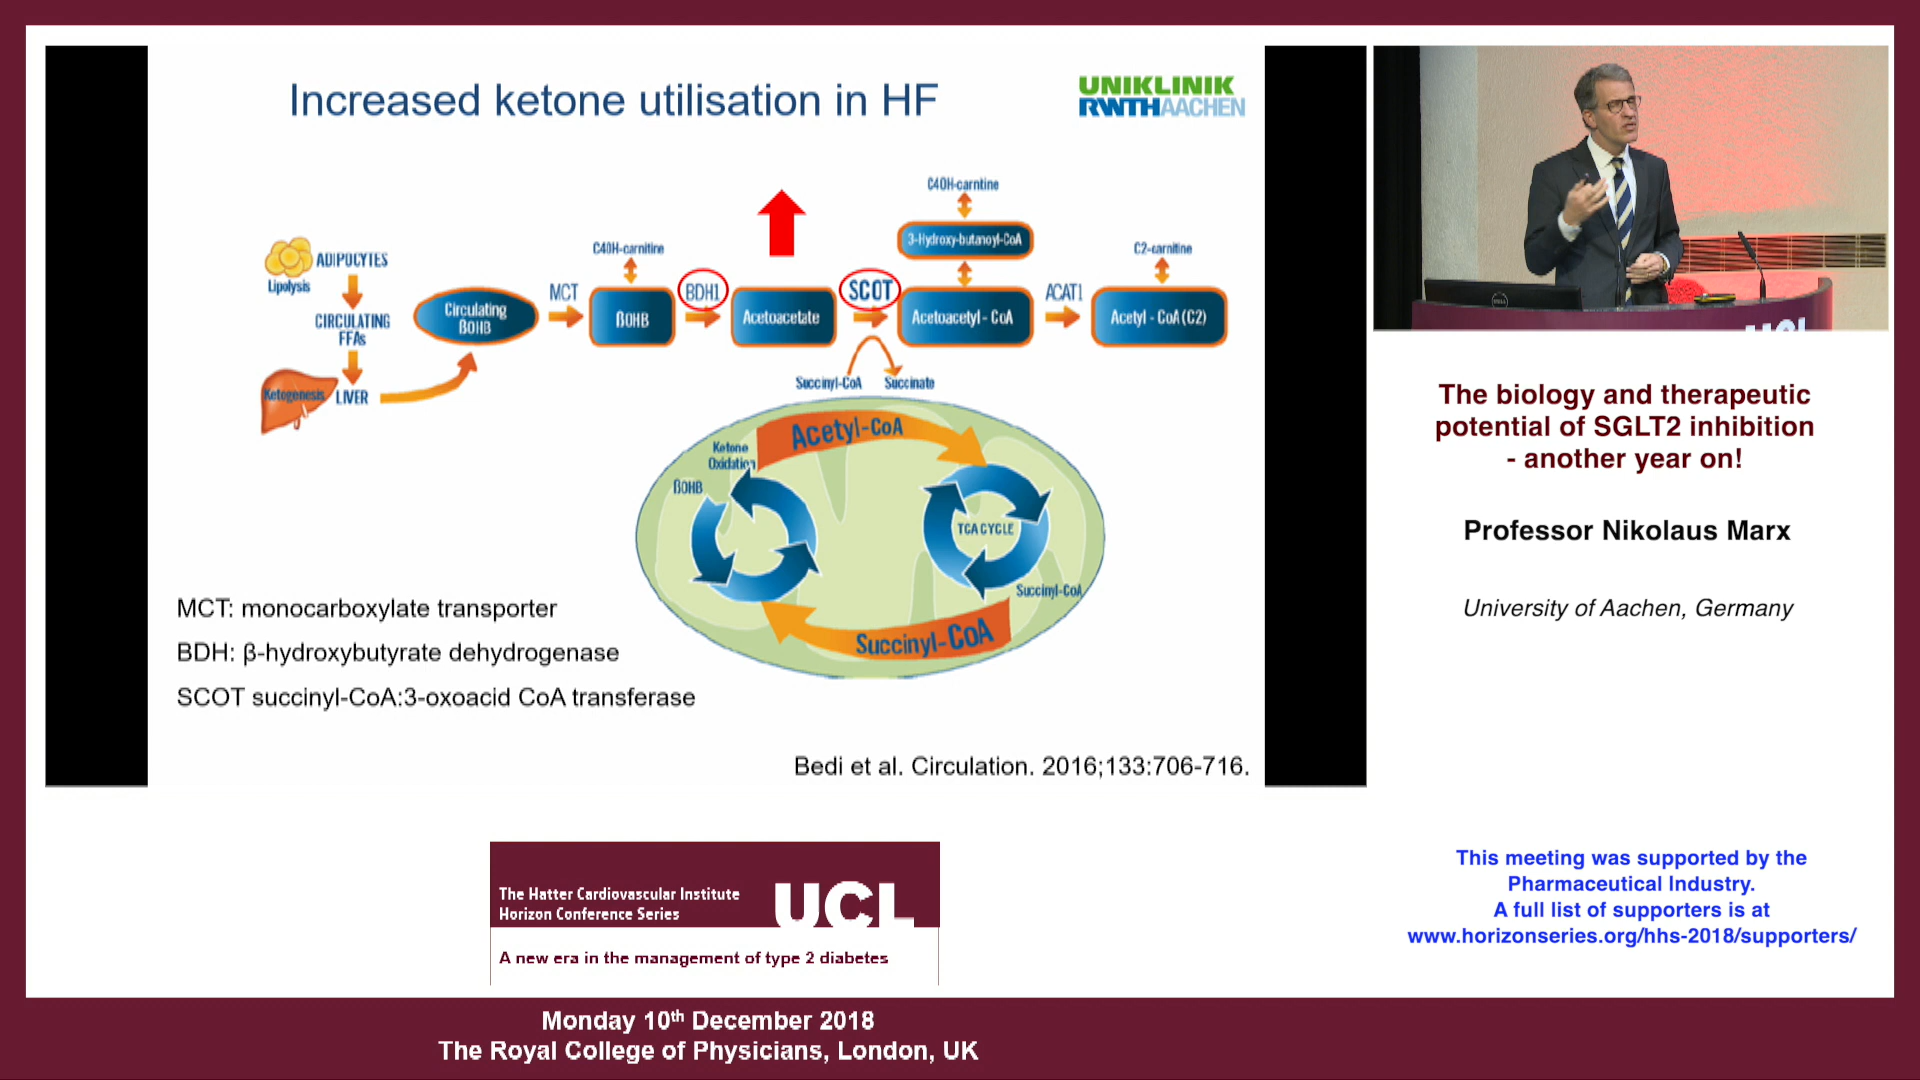 Increased ketone utilisation in HF
UNIKLINIK
RWTHAACHEN
C4OH-carntine
3-Hydroxy-butanoyl-CoA
C4OH-carnitine
C2-carnitine
ADIPOCYTES
Lipolysis
CIRCULATING
FFAs
Ketogenesis
LIVER
Circulating
ßOHB
MCT
ßOHB
BDH1
Acetoacetate
SCOT
Acetoacetyl - CoA
ACAT1
Acetyl - CoA (C2)
Succinyl-CoA
Succinate
Acetyl-CoA
Ketone
Oxidation
ßOHB
TCA CYCLE
Succinyl-CoA
Succinyl-CoA
MCT: monocarboxylate transporter
BDH: β-hydroxybutyrate dehydrogenase
SCOT succinyl-CoA:3-oxoacid CoA transferase
Bedi et al. Circulation. 2016;133:706-716.
DELL
UCL
The biology and therapeutic
potential of SGLT2 inhibition
- another year on!
Professor Nikolaus Marx
University of Aachen, Germany
This meeting was supported by the
Pharmaceutical Industry.
A full list of supporters is at
www.horizonseries.org/hhs-2018/supporters/
The Hatter Cardiovascular Institute
Horizon Conference Series
UCL
A new era in the management of type 2 diabetes
Monday 10th December 2018
The Royal College of Physicians, London, UK